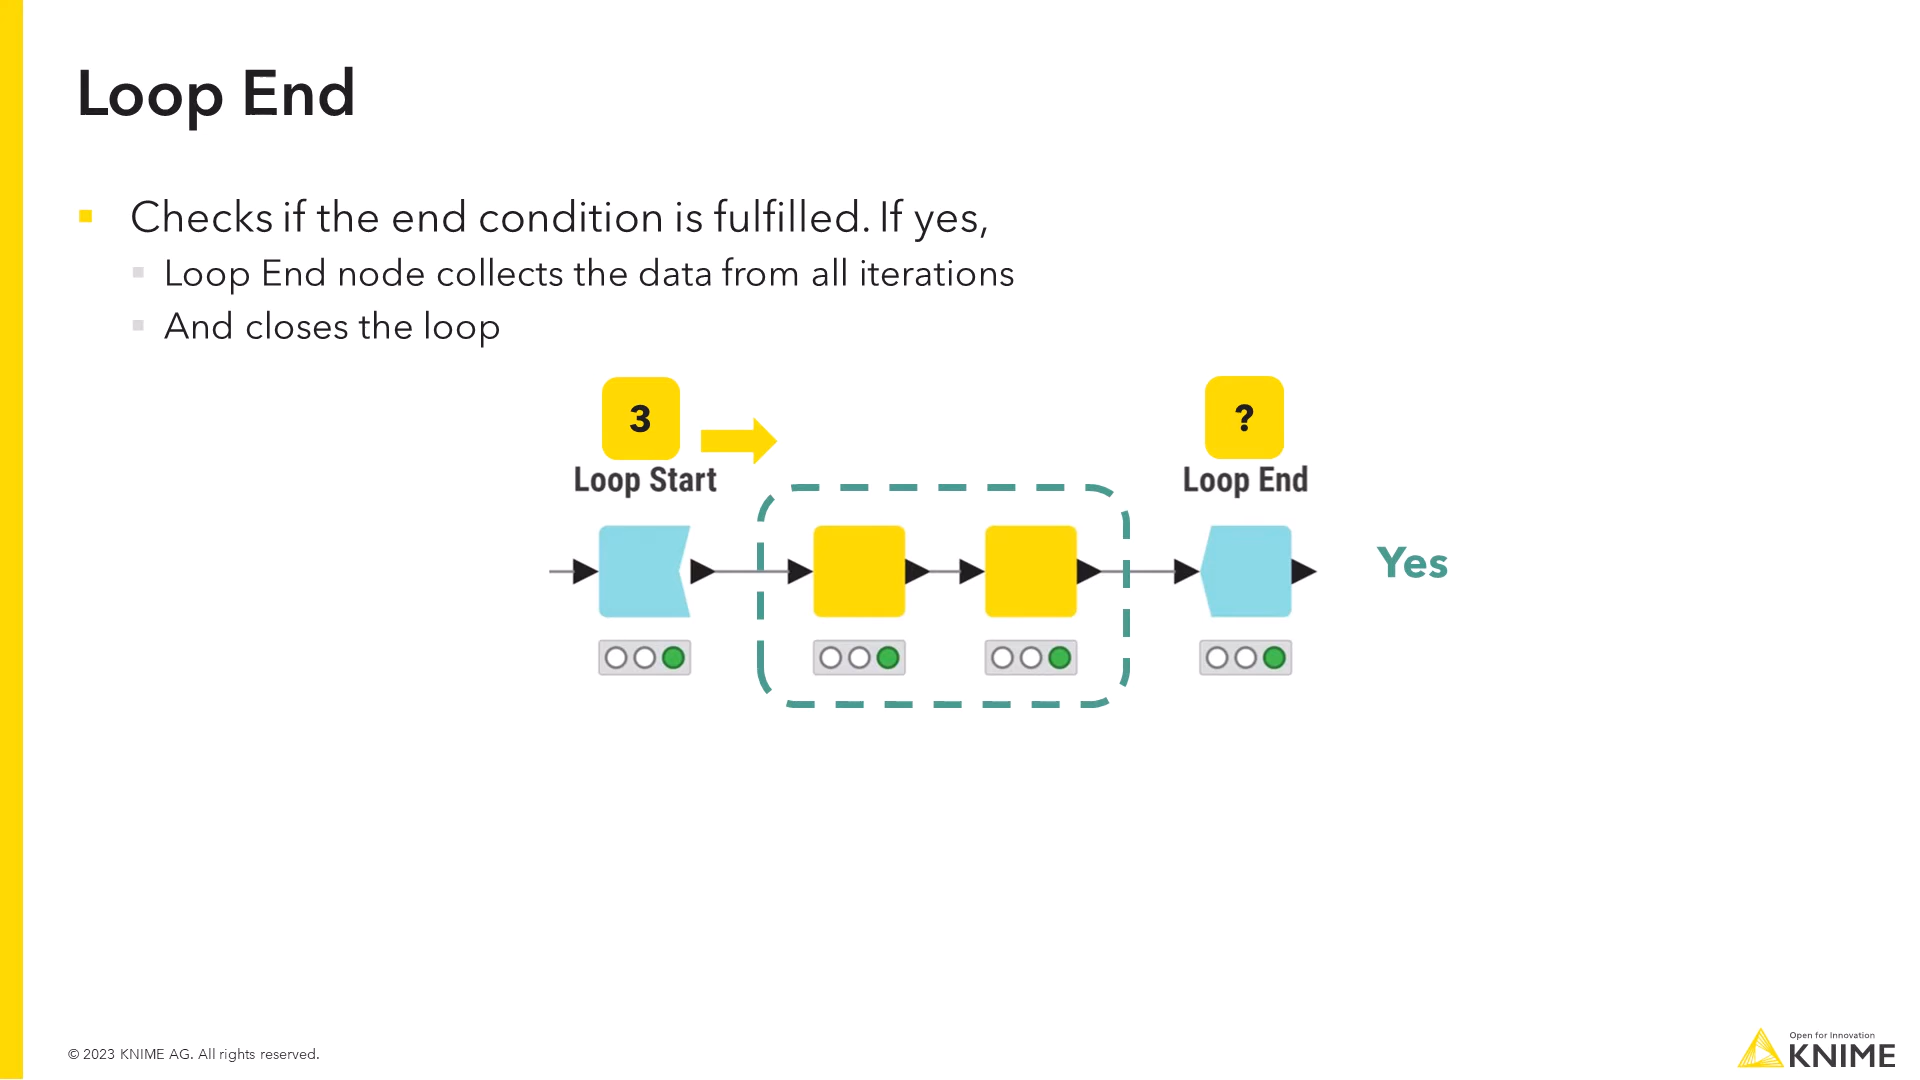 Loop End
Checks if the end condition is fulfilled. If yes,
Loop End node collects the data from all iterations
And closes the loop
3
?
Loop Start
Loop End
Yes
© 2023 KNIME AG. All rights reserved.
Open for Innovation
KNIME